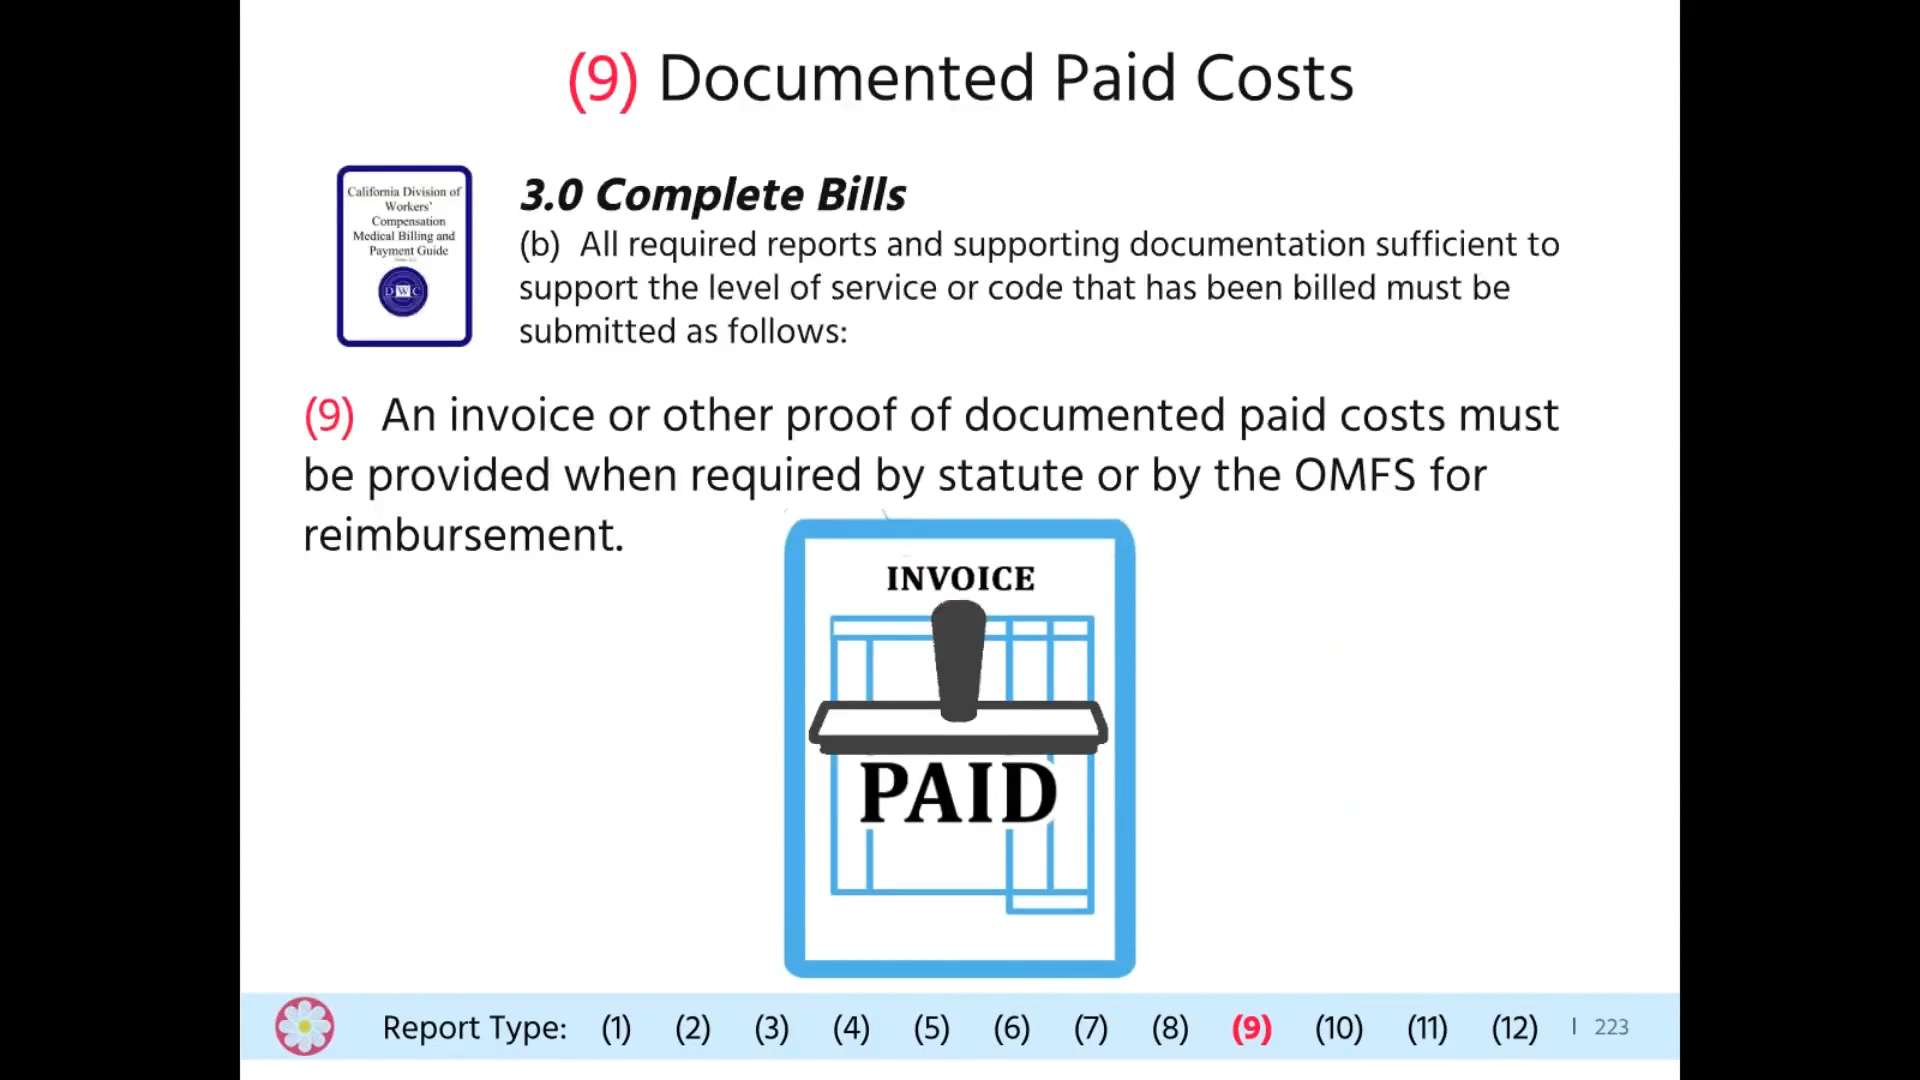 (9) Documented Paid Costs
California Division of
Workers'
Compensation
Medical Billing and
Payment Guide
DWC
3.0 Complete Bills
(b) All required reports and supporting documentation sufficient to
support the level of service or code that has been billed must be
submitted as follows:
(9) An invoice or other proof of documented paid costs must
be provided when required by statute or by the OMFS for
reimbursement.
INVOICE
PAID
Report Type: (1) (2) (3) (4) (5) (6) (7) (8) (9) (10) (11) (12) | 223